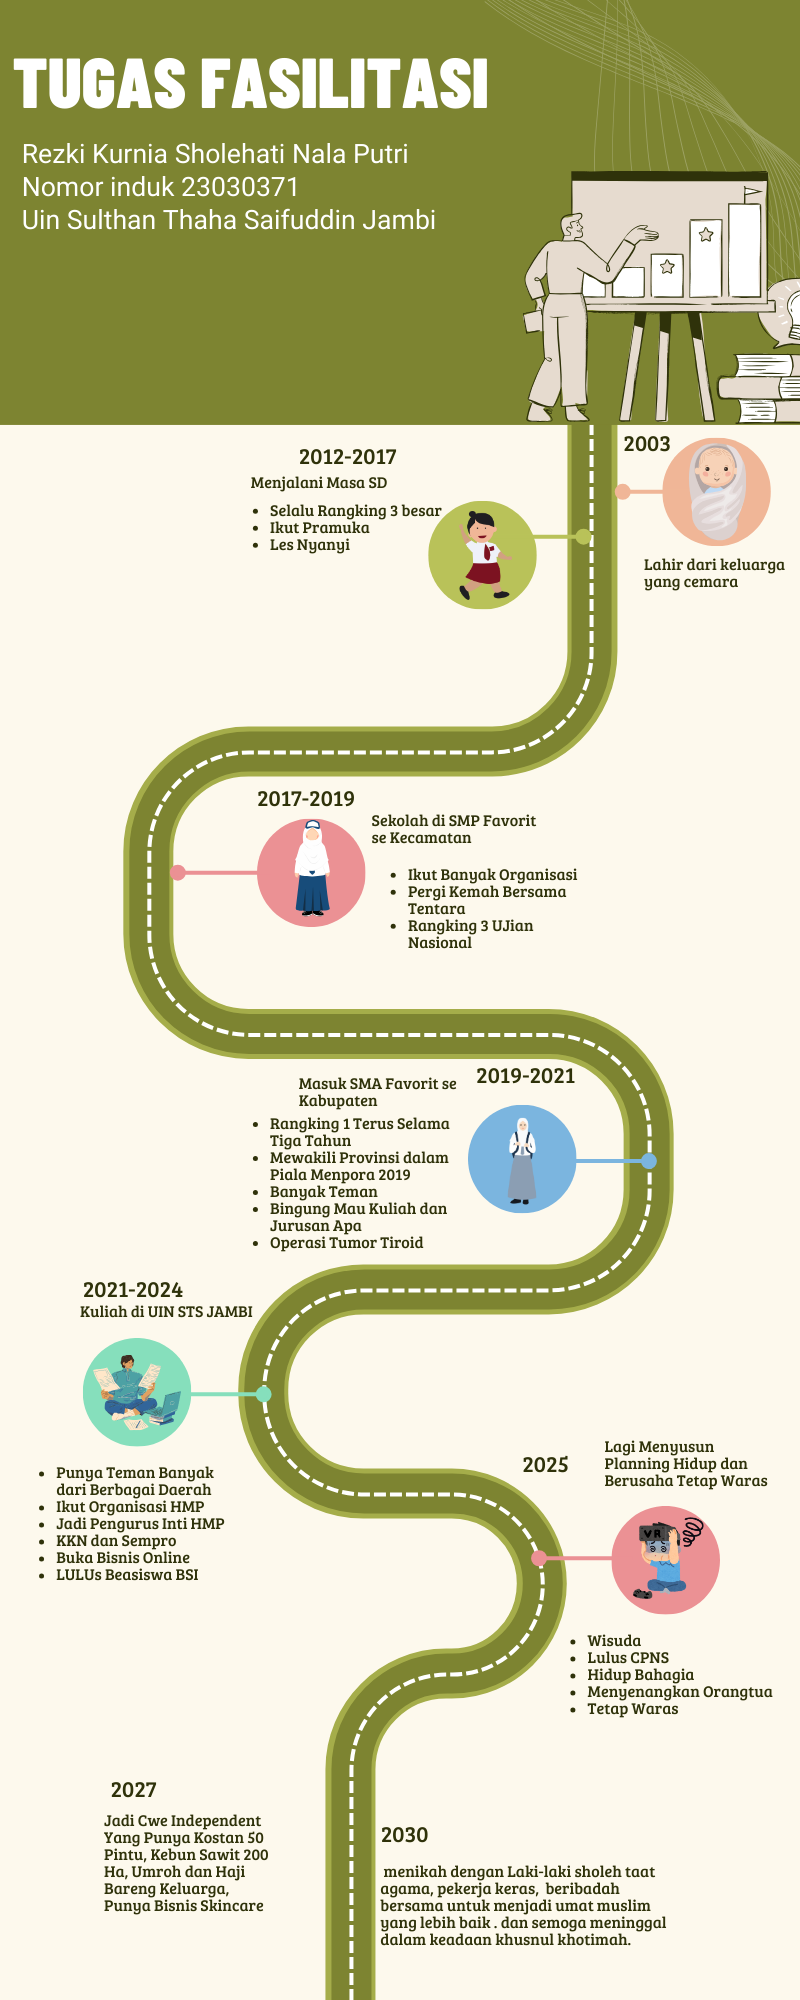 TUGAS FASILITASI
Rezki Kurnia Sholehati Nala Putri
Nomor induk 23030371
Uin Sulthan Thaha Saifuddin Jambi
2003
Lahir dari keluarga
yang cemara
2012-2017
Menjalani Masa SD
• Selalu Rangking 3 besar
• Ikut Pramuka
• Les Nyanyi
2017-2019
Sekolah di SMP Favorit
se Kecamatan
• Ikut Banyak Organisasi
• Pergi Kemah Bersama
Tentara
• Rangking 3 UJian
Nasional
2019-2021
Masuk SMA Favorit se
Kabupaten
• Rangking 1 Terus Selama
Tiga Tahun
• Mewakili Provinsi dalam
Piala Menpora 2019
• Banyak Teman
• Bingung Mau Kuliah dan
Jurusan Apa
• Operasi Tumor Tiroid
2021-2024
Kuliah di UIN STS JAMBI
• Punya Teman Banyak
dari Berbagai Daerah
• Ikut Organisasi HMP
• Jadi Pengurus Inti HMP
• KKN dan Sempro
• Buka Bisnis Online
• LULUs Beasiswa BSI
2025
Lagi Menyusun
Planning Hidup dan
Berusaha Tetap Waras
VR
• Wisuda
• Lulus CPNS
• Hidup Bahagia
• Menyenangkan Orangtua
• Tetap Waras
2027
Jadi Cwe Independent
Yang Punya Kostan 50
Pintu, Kebun Sawit 200
Ha, Umroh dan Haji
Bareng Keluarga,
Punya Bisnis Skincare
2030
menikah dengan Laki-laki sholeh taat
agama, pekerja keras, beribadah
bersama untuk menjadi umat muslim
yang lebih baik . dan semoga meninggal
dalam keadaan khusnul khotimah.